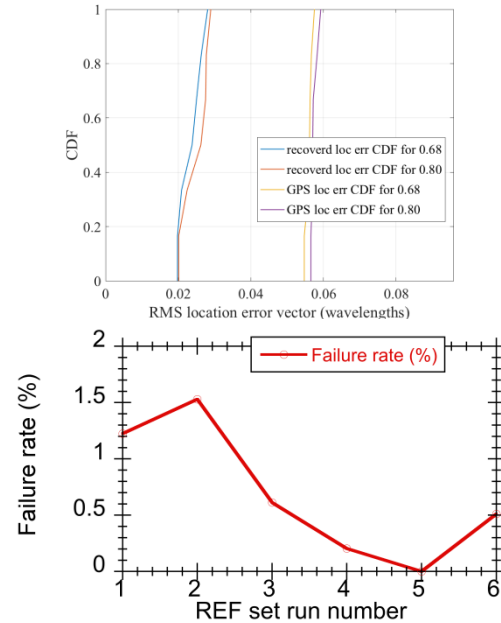 1
0.8
0.6
0.4
0.2
0
CDF
recoverd loc err CDF for 0.68
recoverd loc err CDF for 0.80
GPS loc err CDF for 0.68
GPS loc err CDF for 0.80
0 0.02 0.04 0.06 0.08
RMS location error vector (wavelengths)
2
1.5
1
0.5
0
Failure rate (%)
Failure rate (%)
1 2 3 4 5 6
REF set run number